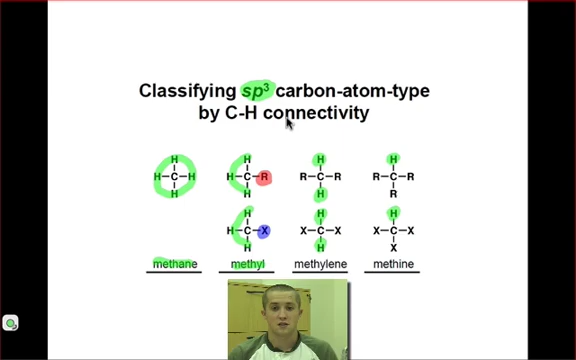 Classifying sp³ carbon-atom-type
by C-H connectivity
H H H H
H-C-H H-C-R R-C-R R-C-R
H H H R
H H H
H-C-X X-C-X X-C-X
H H X
methane methyl methylene methine